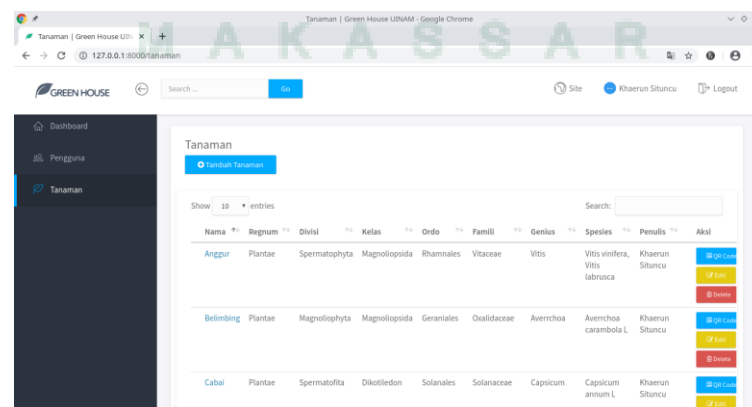 Tanaman | Green House UINAM - Google Chrome
Tanaman | Green House UIN
MAKASSAR
127.0.0.1:8000/tanaman
GREEN HOUSE
Search ...
Go
Site
Khaerun Situncu
Logout
Dashboard
Pengguna
Tanaman
Tanaman
Tambah Tanaman
Show 10 entries
Search:
Nama Regnum Divisi Kelas Ordo Famili Genius Spesies Penulis Aksi
Anggur Plantae Spermatophyta Magnoliopsida Rhamnales Vitaceae Vitis Vitis vinifera, Khaerun QR Code
Vitis Situncu
labrusca
Edit
Delete
Belimbing Plantae Magnoliophyta Magnoliopsida Geraniales Oxalidaceae Averrhoa Averrhoa Khaerun QR Code
carambola L Situncu
Edit
Delete
Cabai Plantae Spermatofita Dikotiledon Solanales Solanaceae Capsicum Capsicum Khaerun QR Code
annum L Situncu
Edit